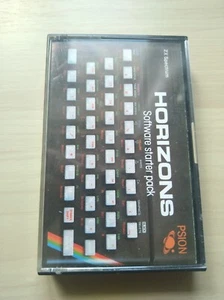 ZX Spectrum
HORIZONS
Software starter pack
PSION